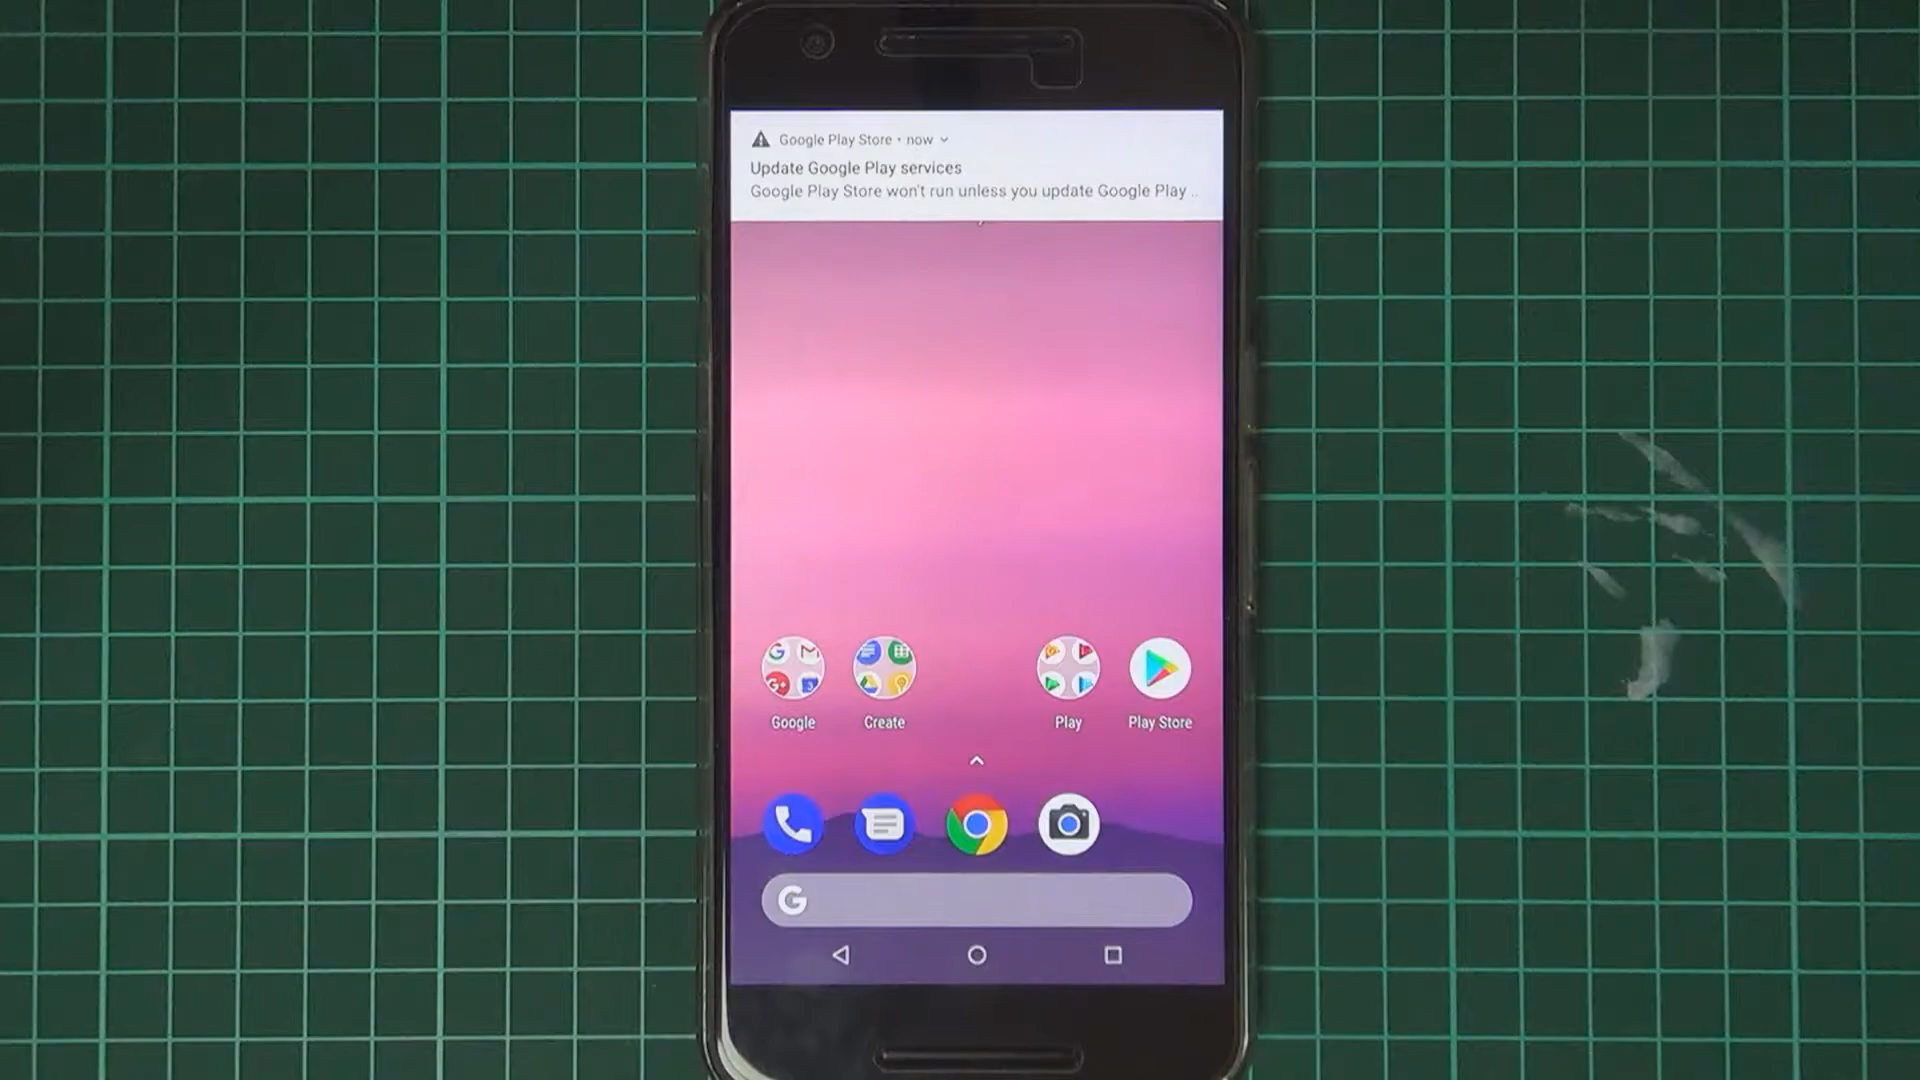 Google Play Store • now
Update Google Play services
Google Play Store won't run unless you update Google Play ..
Google
Create
Play
Play Store